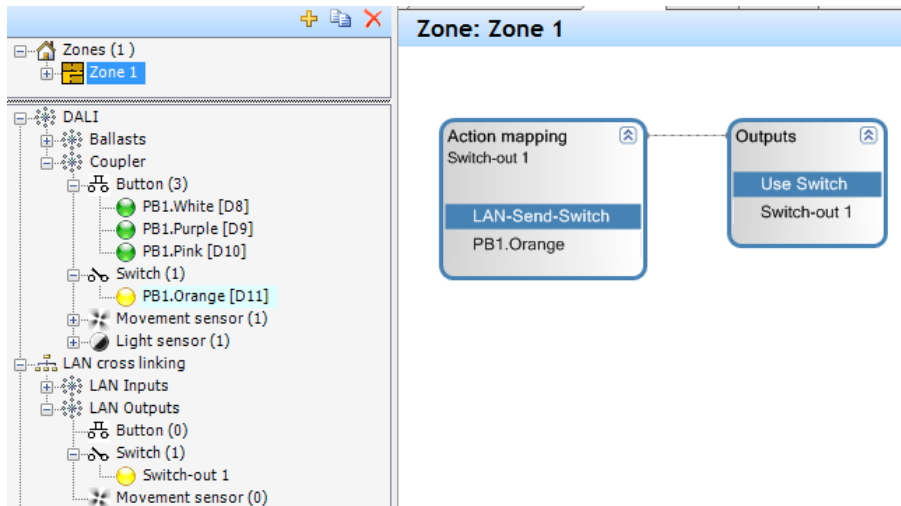 Zones (1 )
Zone 1
DALI
Ballasts
Coupler
Button (3)
PB1.White [D8]
PB1.Purple [D9]
PB1.Pink [D10]
Switch (1)
PB1.Orange [D11]
Movement sensor (1)
Light sensor (1)
LAN cross linking
LAN Inputs
LAN Outputs
Button (0)
Switch (1)
Switch-out 1
Movement sensor (0)
Zone: Zone 1
Action mapping
Switch-out 1
LAN-Send-Switch
PB1.Orange
Outputs
Use Switch
Switch-out 1